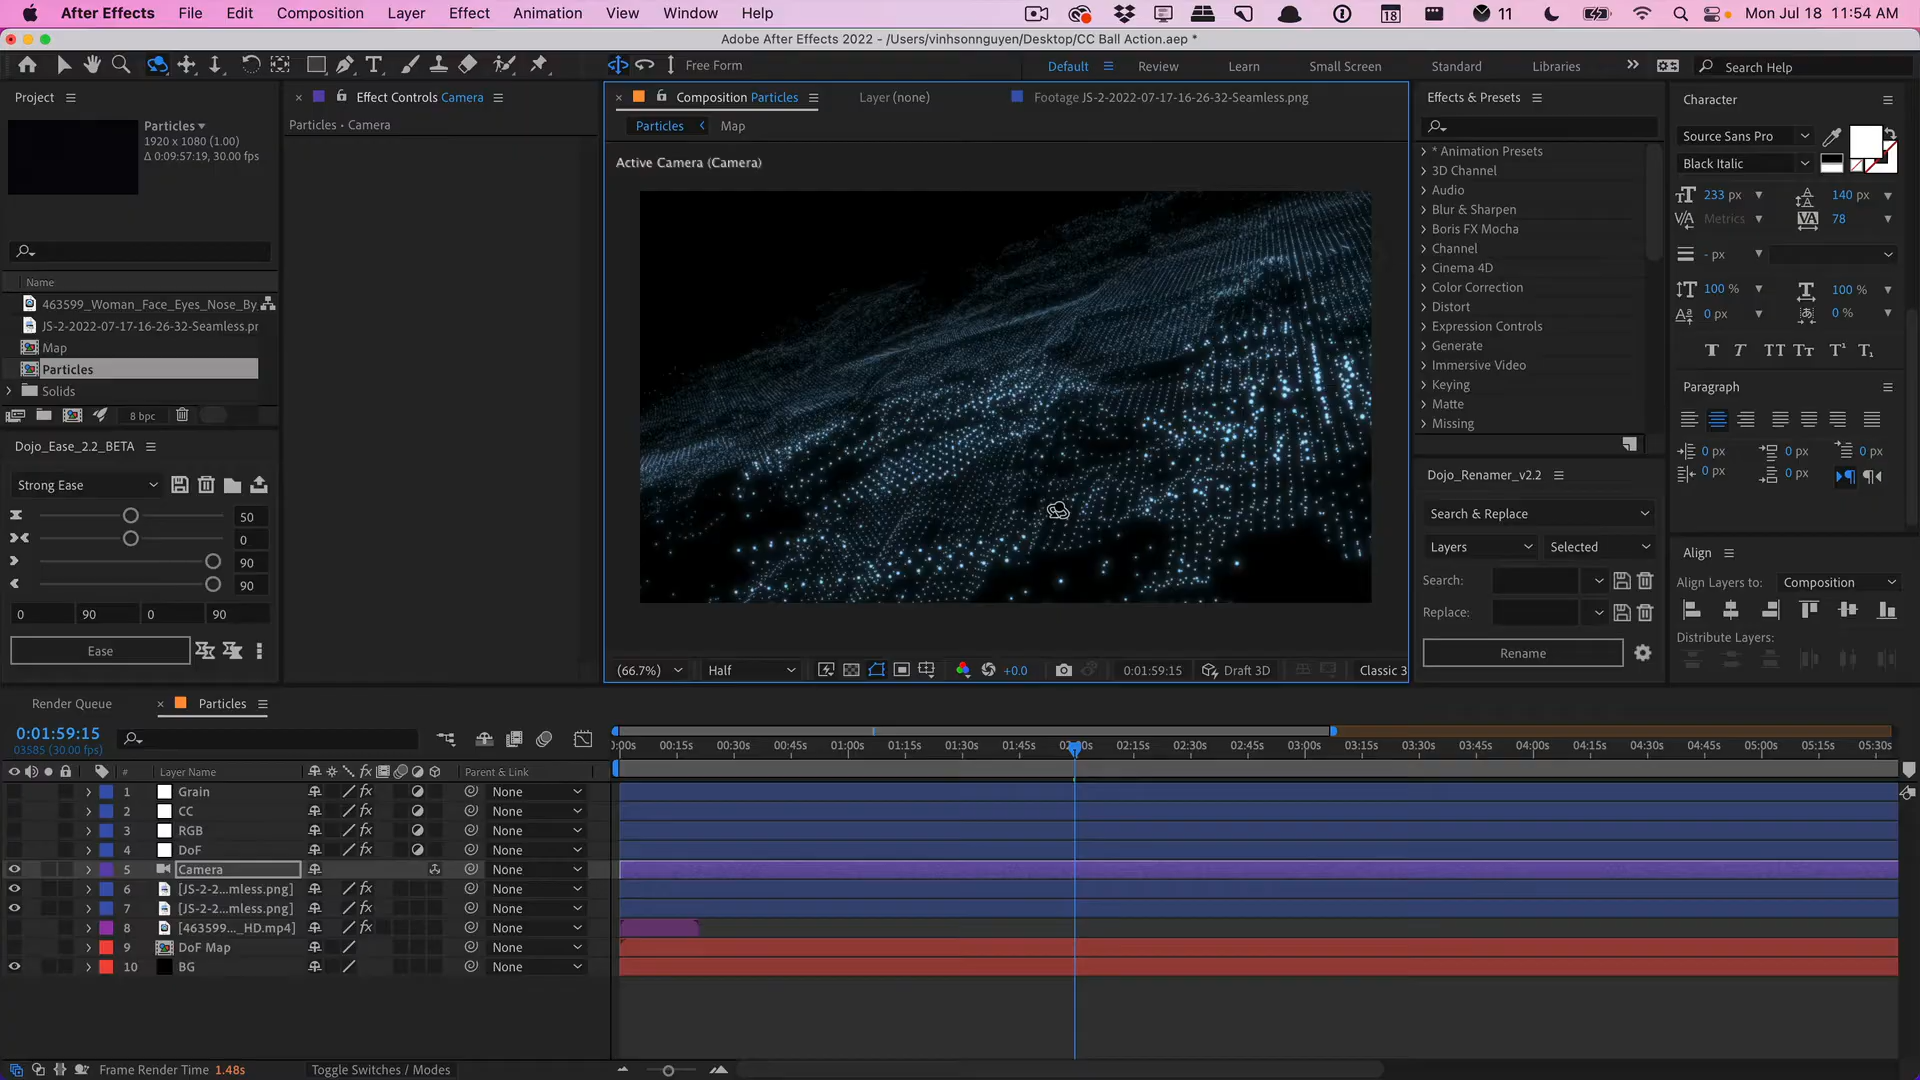 After Effects File Edit Composition Layer Effect Animation View Window Help 18 11 Mon Jul 18 11:54 AM
Adobe After Effects 2022 - /Users/vinhsonnguyen/Desktop/CC Ball Action.aep *
Free Form Default Review Learn Small Screen Standard Libraries Search Help
Project
Particles
1920 x 1080 (1.00)
Δ 0:09:57:19, 30.00 fps
Name
463599_Woman_Face_Eyes_Nose_By
JS-2-2022-07-17-16-26-32-Seamless.pr
Map
Particles
Solids
8 bpc
Dojo_Ease_2.2_BETA
Strong Ease
50
0
90
90
0 90 0 90
Ease
Effect Controls Camera
Particles • Camera
Composition Particles Layer (none) Footage JS-2-2022-07-17-16-26-32-Seamless.png
Particles Map
Active Camera (Camera)
(66.7%) Half +0.0 0:01:59:15 Draft 3D Classic 3
Effects & Presets
* Animation Presets
3D Channel
Audio
Blur & Sharpen
Boris FX Mocha
Channel
Cinema 4D
Color Correction
Distort
Expression Controls
Generate
Immersive Video
Keying
Matte
Missing
Dojo_Renamer_v2.2
Search & Replace
Layers Selected
Search:
Replace:
Rename
Character
Source Sans Pro
Black Italic
233 px 140 px
Metrics 78
- px
100 % 100 %
0 px 0 %
Paragraph
0 px 0 px 0 px
0 px 0 px
Align
Align Layers to: Composition
Distribute Layers:
Render Queue Particles
0:01:59:15
03585 (30.00 fps)
:00s 00:15s 00:30s 00:45s 01:00s 01:15s 01:30s 01:45s 02:00s 02:15s 02:30s 02:45s 03:00s 03:15s 03:30s 03:45s 04:00s 04:15s 04:30s 04:45s 05:00s 05:15s 05:30s
# Layer Name Parent & Link
1 Grain None
2 CC None
3 RGB None
4 DoF None
5 Camera None
6 [JS-2-2...mless.png] None
7 [JS-2-2...mless.png] None
8 [463599..._HD.mp4] None
9 DoF Map None
10 BG None
Frame Render Time 1.48s Toggle Switches / Modes